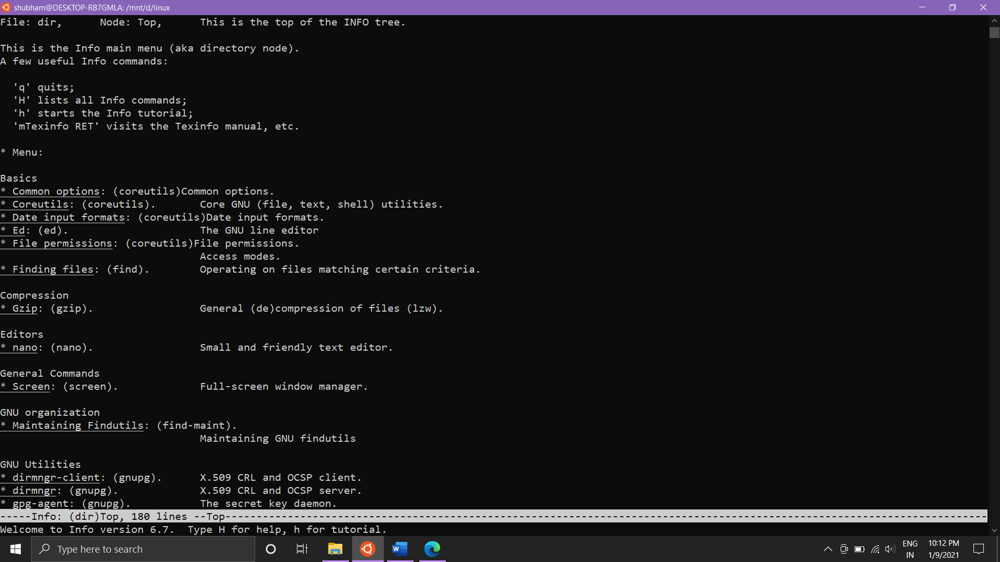 shubham@DESKTOP-RB7GMLA: /mnt/d/linux
File: dir,      Node: Top,      This is the top of the INFO tree.
This is the Info main menu (aka directory node).
A few useful Info commands:
'q' quits;
'H' lists all Info commands;
'h' starts the Info tutorial;
'mTexinfo RET' visits the Texinfo manual, etc.
* Menu:
Basics
* Common options: (coreutils)Common options.
* Coreutils: (coreutils).       Core GNU (file, text, shell) utilities.
* Date input formats: (coreutils)Date input formats.
* Ed: (ed).                     The GNU line editor
* File permissions: (coreutils)File permissions.
Access modes.
* Finding files: (find).        Operating on files matching certain criteria.
Compression
* Gzip: (gzip).                 General (de)compression of files (lzw).
Editors
* nano: (nano).                 Small and friendly text editor.
General Commands
* Screen: (screen).             Full-screen window manager.
GNU organization
* Maintaining Findutils: (find-maint).
Maintaining GNU findutils
GNU Utilities
* dirmngr-client: (gnupg).      X.509 CRL and OCSP client.
* dirmngr: (gnupg).             X.509 CRL and OCSP server.
* gpg-agent: (gnupg).           The secret key daemon.
-----Info: (dir)Top, 180 lines --Top-----
Welcome to Info version 6.7.  Type H for help, h for tutorial.
Type here to search
W
ENG
IN
10:12 PM
1/9/2021